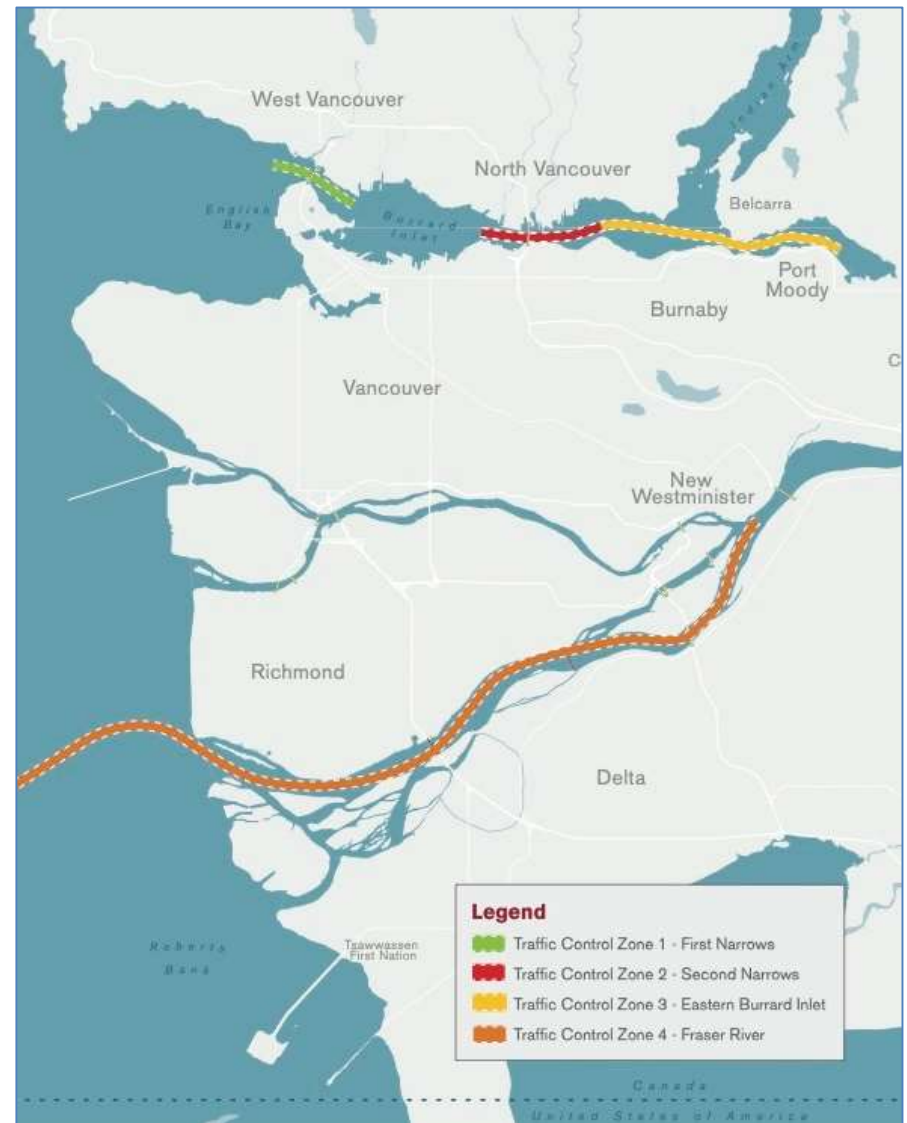 West Vancouver
North Vancouver
Indian Arm
English
Bay
Burrard
Inlet
Belcarra
Port
Moody
Burnaby
C
Vancouver
New
Westminister
Richmond
Delta
Roberts
Bank
Tsawwassen
First Nation
Legend
Traffic Control Zone 1 - First Narrows
Traffic Control Zone 2 - Second Narrows
Traffic Control Zone 3 - Eastern Burrard Inlet
Traffic Control Zone 4 - Fraser River
Canada
United States of America